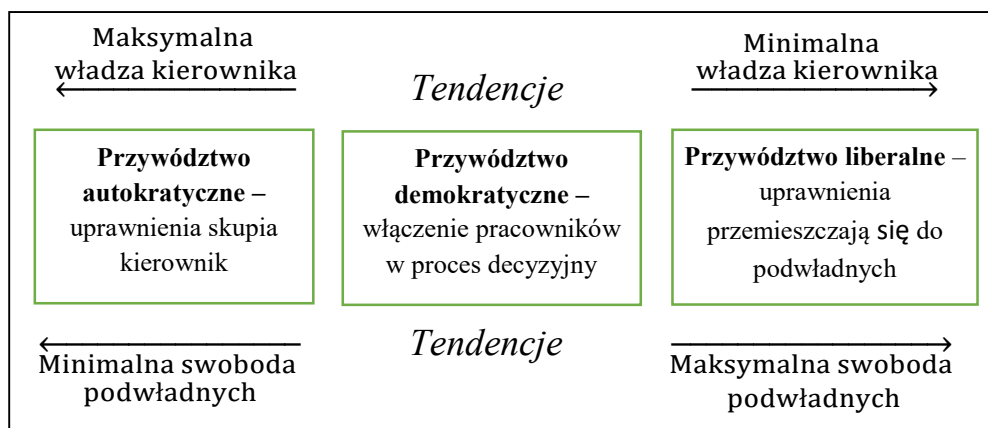 Maksymalna
władza kierownika
Tendencje
Minimalna
władza kierownika
Przywództwo
autokratyczne –
uprawnienia skupia
kierownik
Przywództwo
demokratyczne –
włączenie pracowników
w proces decyzyjny
Przywództwo liberalne –
uprawnienia
przemieszczają się do
podwładnych
Minimalna swoboda
podwładnych
Tendencje
Maksymalna swoboda
podwładnych